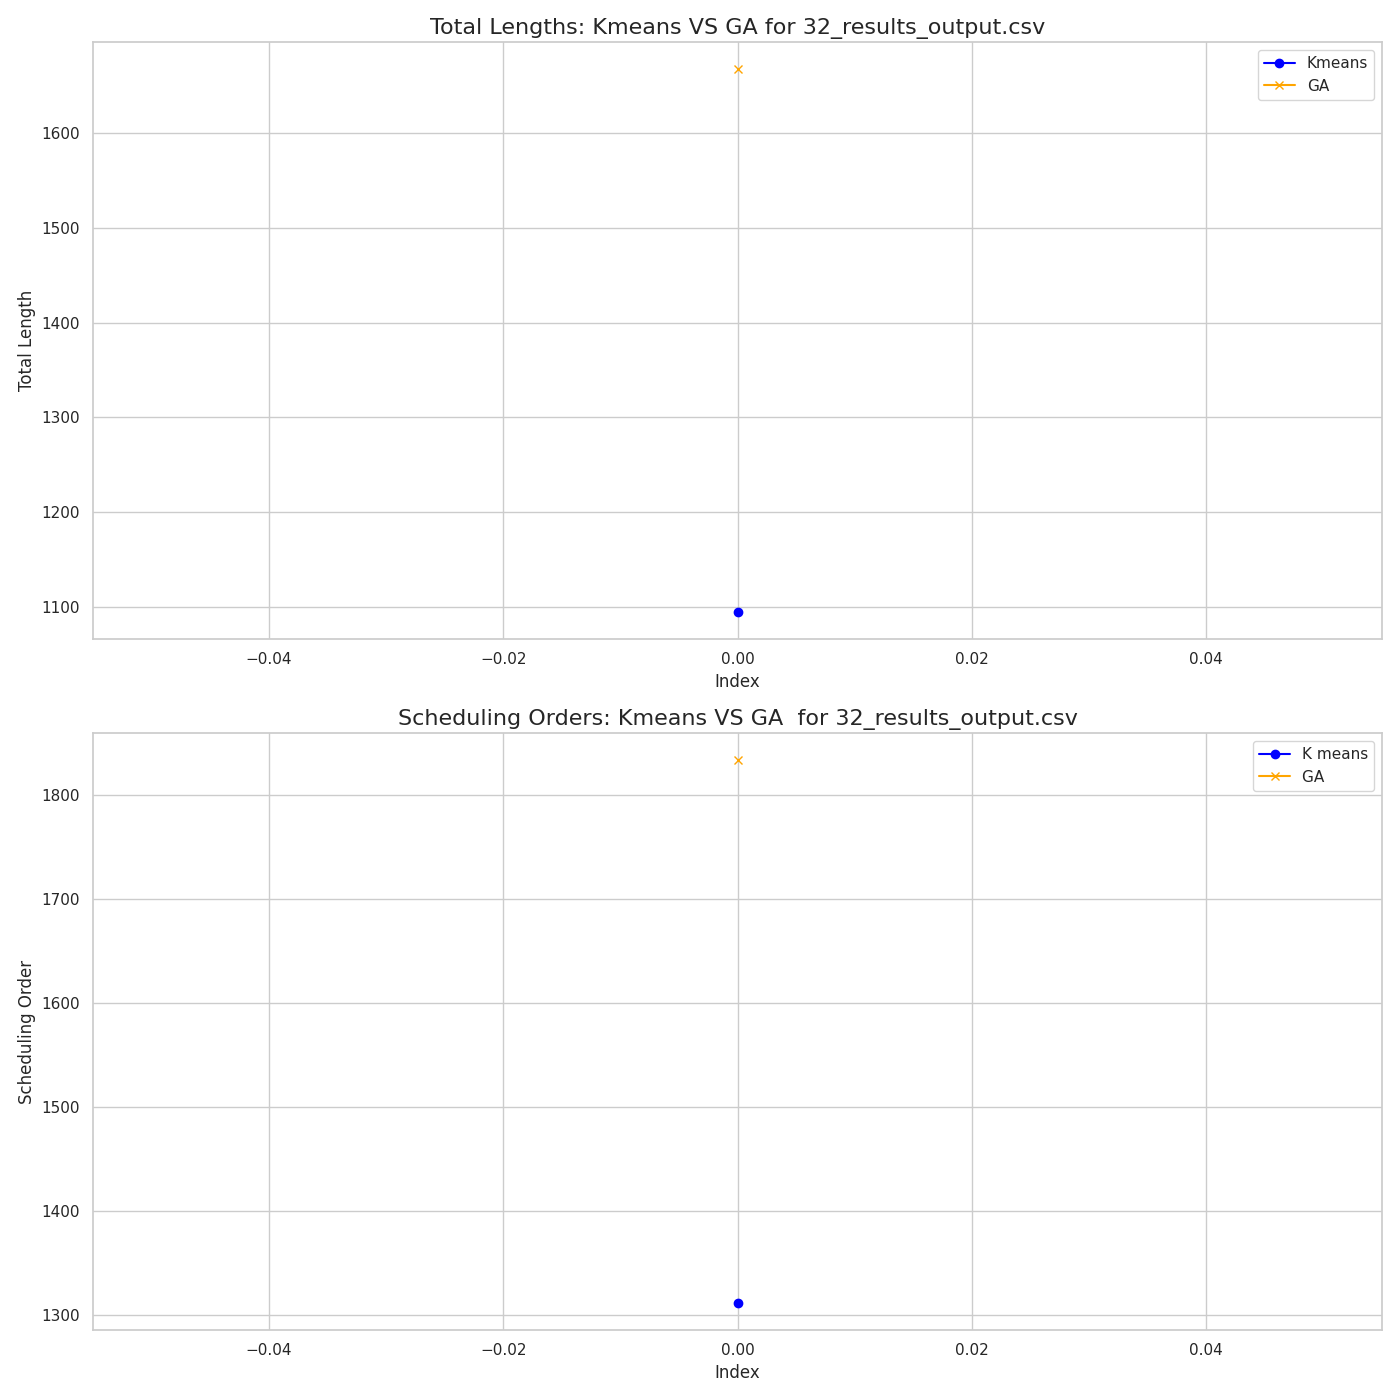 Total Lengths: Kmeans VS GA for 32_results_output.csv
Kmeans
GA
1600
1500
1400
1300
1200
1100
Total Length
−0.04
−0.02
0.00
0.02
0.04
Index
Scheduling Orders: Kmeans VS GA  for 32_results_output.csv
K means
GA
1800
1700
1600
1500
1400
1300
Scheduling Order
−0.04
−0.02
0.00
0.02
0.04
Index